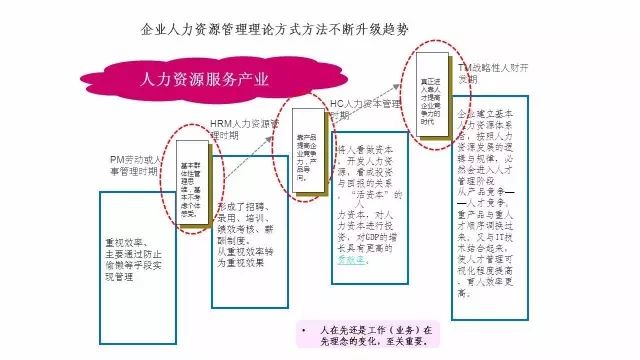 企业人力资源管理理论方式方法不断升级趋势
人力资源服务产业
PM劳动或人
事管理时期
重视效率、
主要通过防止
偷懒等手段实
现管理
基本群
体性管
理思
维，基
本不考
虑个体
感受。
HRM人力资源管
理时期
形成了招聘、
录用、培训、
绩效考核、薪
酬制度。
从重视效率转
为重视效果
靠产品
提高企
业竞争
力，产
品导
向。
HC人力资本管理
时期
将人看做资本，
开发人力资
源，看成投资
与回报的关系
，“活资本”的
人
力资本，对人
力资本进行投
资，对GDP的增
长具有更高的
贡献率。
真正进
入靠人
才提高
企业竞
争力的
时代
TM战略性人财开
发期
企业建立基本
人力资源体系
后，按照人力
资源发展的逻
辑与规律，必
然会进入人才
管理阶段
从产品竞争—
—人才竞争，
重产品与重人
才顺序调换过
来，又与IT技
术结合起来，
使人才管理可
视化程度提高
，育人效率更
高。
• 人在先还是工作（业务）在
先理念的变化，至关重要。